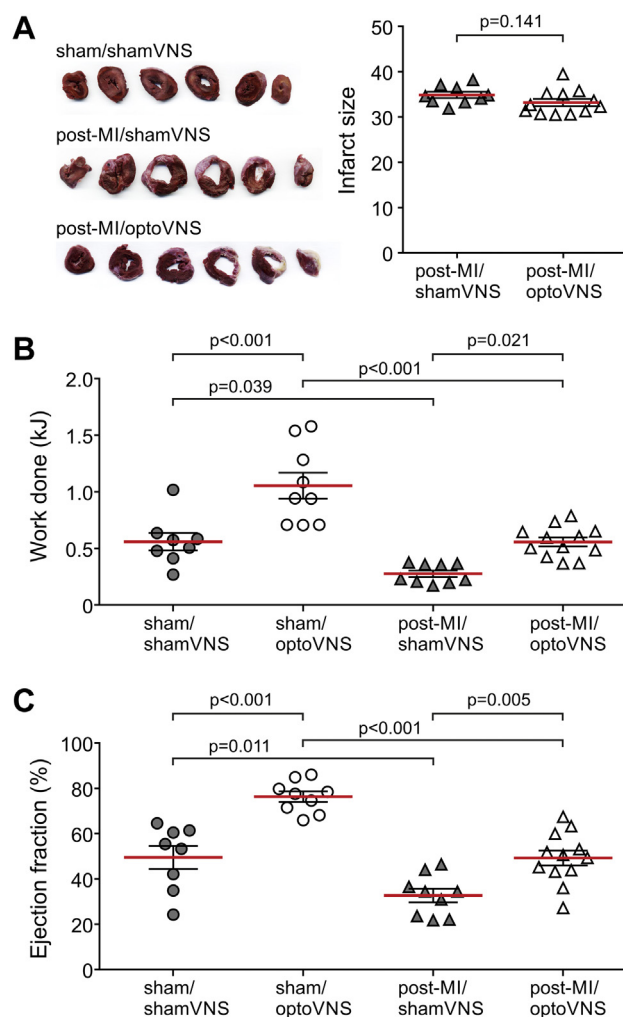 A
sham/shamVNS
post-MI/shamVNS
post-MI/optoVNS
p=0.141
Infarct size
50
40
30
20
10
0
post-MI/
shamVNS
post-MI/
optoVNS
B
p<0.001
p=0.021
p<0.001
p=0.039
Work done (kJ)
2.0
1.5
1.0
0.5
0
sham/
shamVNS
sham/
optoVNS
post-MI/
shamVNS
post-MI/
optoVNS
C
p<0.001
p=0.005
p<0.001
p=0.011
Ejection fraction (%)
100
80
60
40
20
0
sham/
shamVNS
sham/
optoVNS
post-MI/
shamVNS
post-MI/
optoVNS